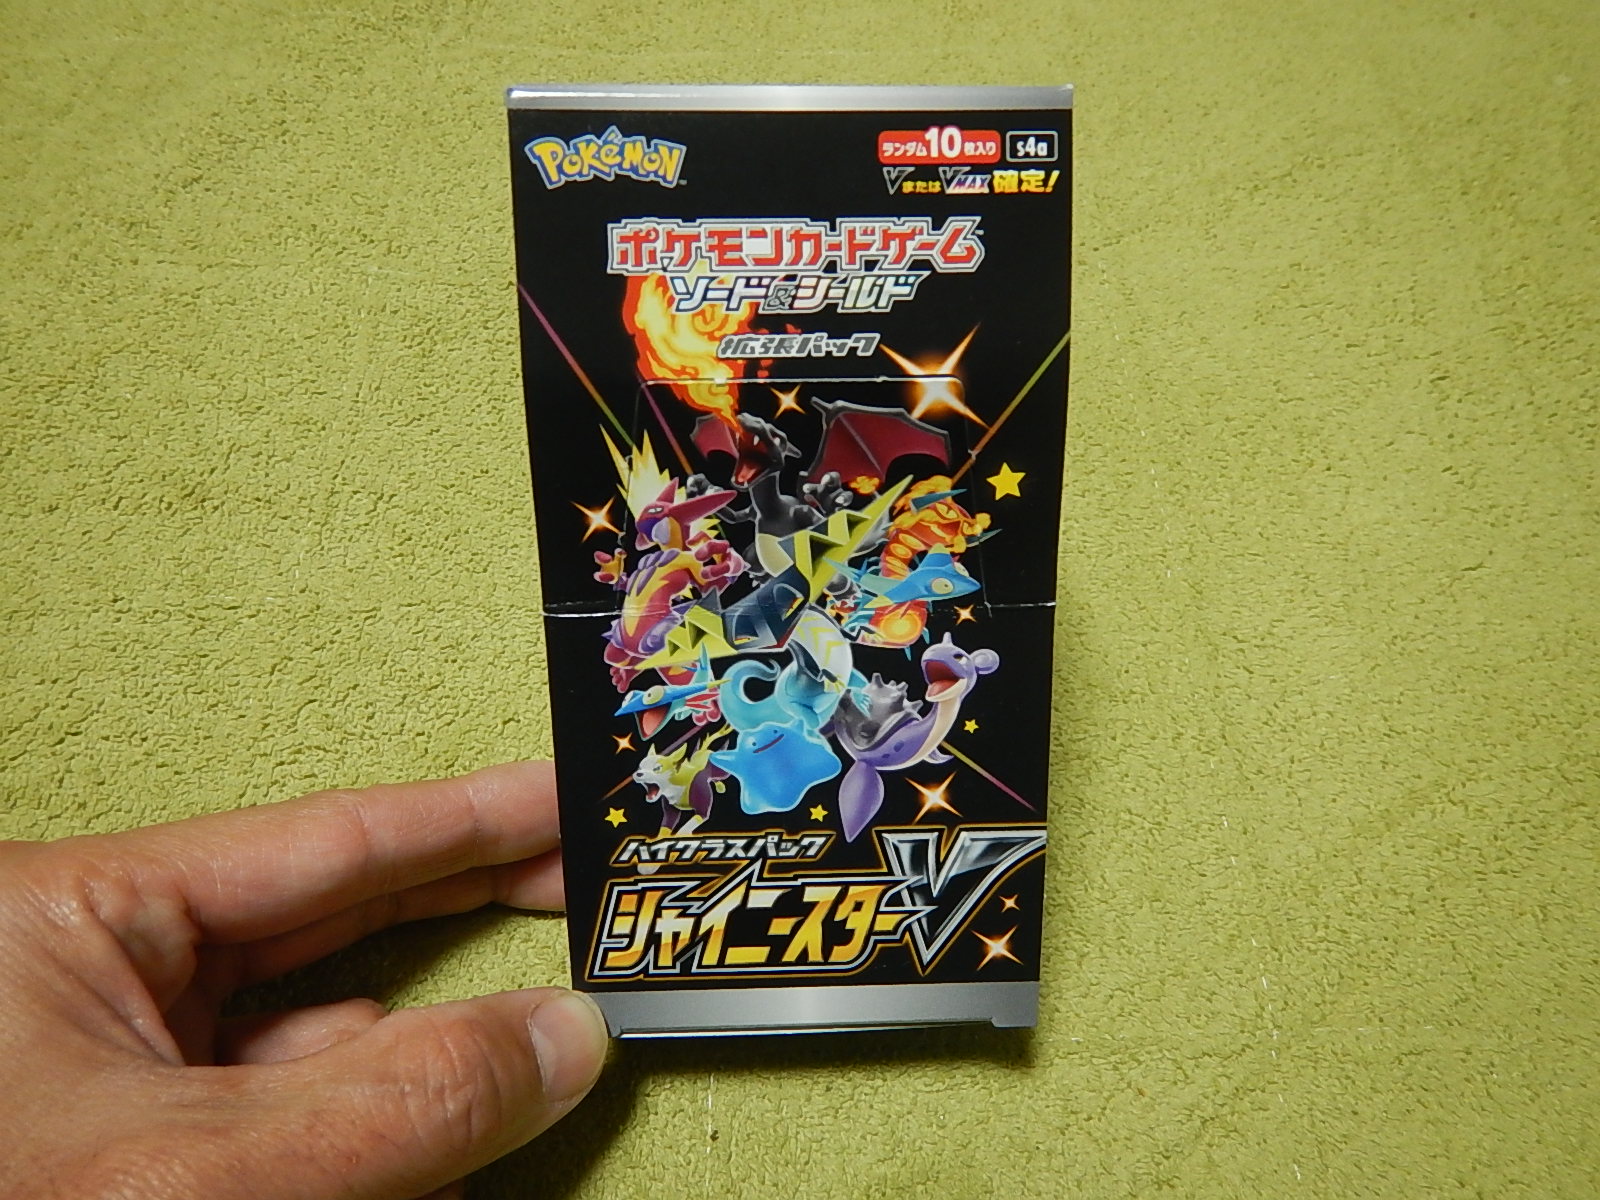 POKéMON
ランダム10枚入り s4a
VまたはVMAX確定!
ポケモンカードゲーム
ソード&シールド
拡張パック
ハイクラスパック
シャイニースターV